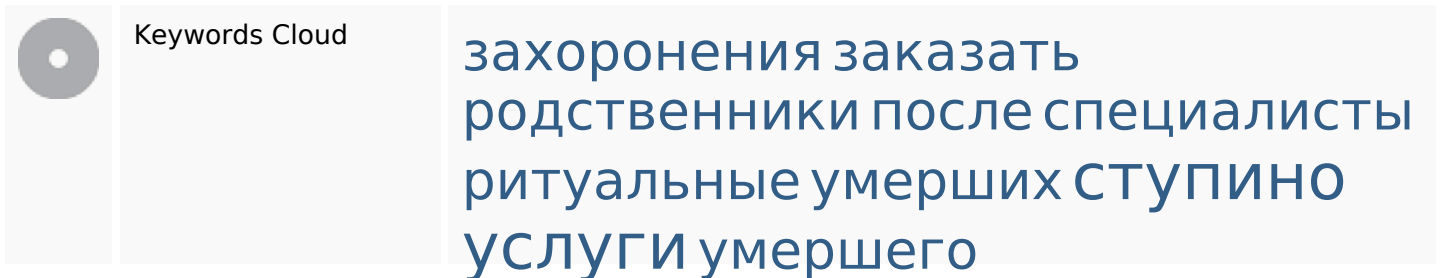 Keywords Cloud
захоронения заказать
родственники после специалисты
ритуальные умерших ступино
услуги умершего